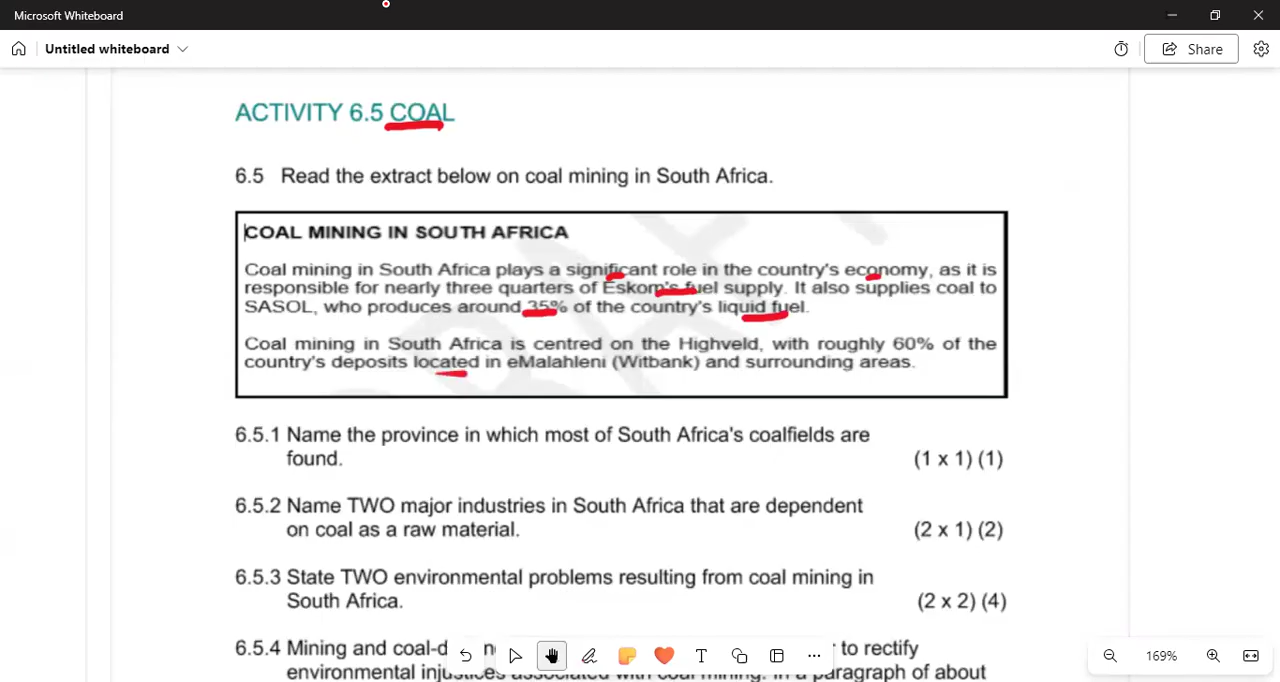 Microsoft Whiteboard
Untitled whiteboard
Share
ACTIVITY 6.5 COAL
6.5 Read the extract below on coal mining in South Africa.
COAL MINING IN SOUTH AFRICA
Coal mining in South Africa plays a significant role in the country's economy, as it is
responsible for nearly three quarters of Eskom's fuel supply. It also supplies coal to
SASOL, who produces around 35% of the country's liquid fuel.
Coal mining in South Africa is centred on the Highveld, with roughly 60% of the
country's deposits located in eMalahleni (Witbank) and surrounding areas.
6.5.1 Name the province in which most of South Africa's coalfields are
found. (1 x 1) (1)
6.5.2 Name TWO major industries in South Africa that are dependent
on coal as a raw material. (2 x 1) (2)
6.5.3 State TWO environmental problems resulting from coal mining in
South Africa. (2 x 2) (4)
6.5.4 Mining and to rectify
environmental injustices associated with coal mining. In a paragraph of about
169%